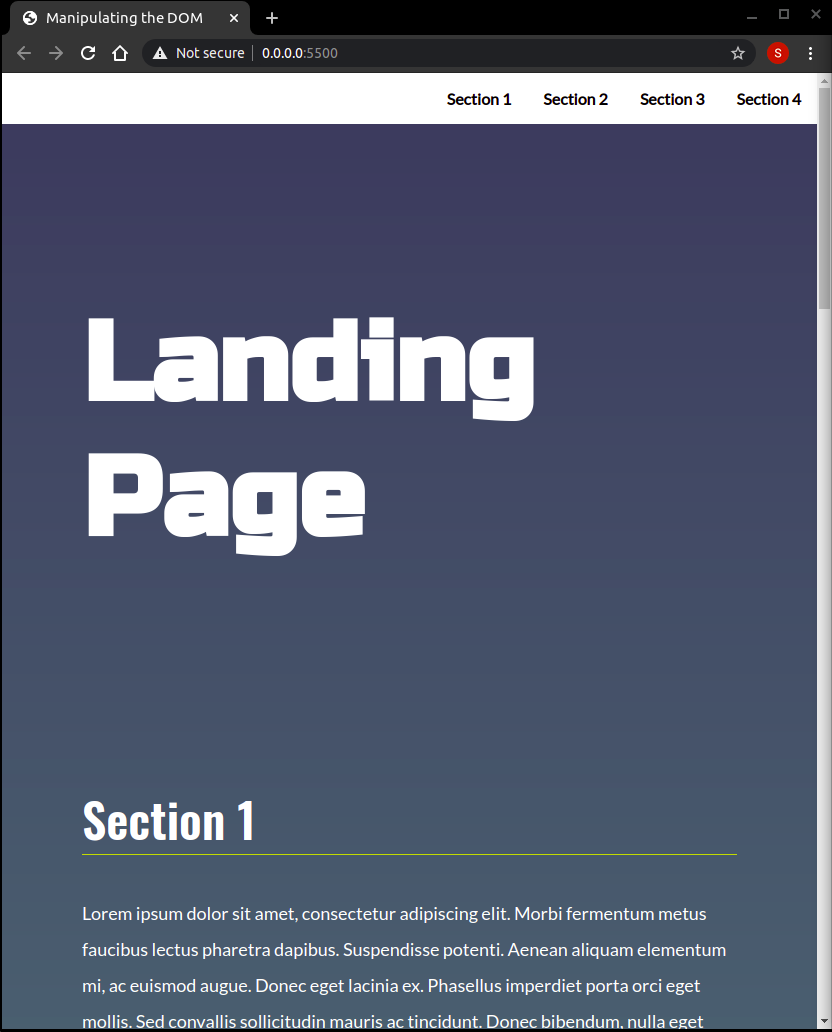 Manipulating the DOM
Not secure 0.0.0.0:5500
S
Section 1 Section 2 Section 3 Section 4
Landing
Page
Section 1
Lorem ipsum dolor sit amet, consectetur adipiscing elit. Morbi fermentum metus
faucibus lectus pharetra dapibus. Suspendisse potenti. Aenean aliquam elementum
mi, ac euismod augue. Donec eget lacinia ex. Phasellus imperdiet porta orci eget
mollis. Sed convallis sollicitudin mauris ac tincidunt. Donec bibendum, nulla eget